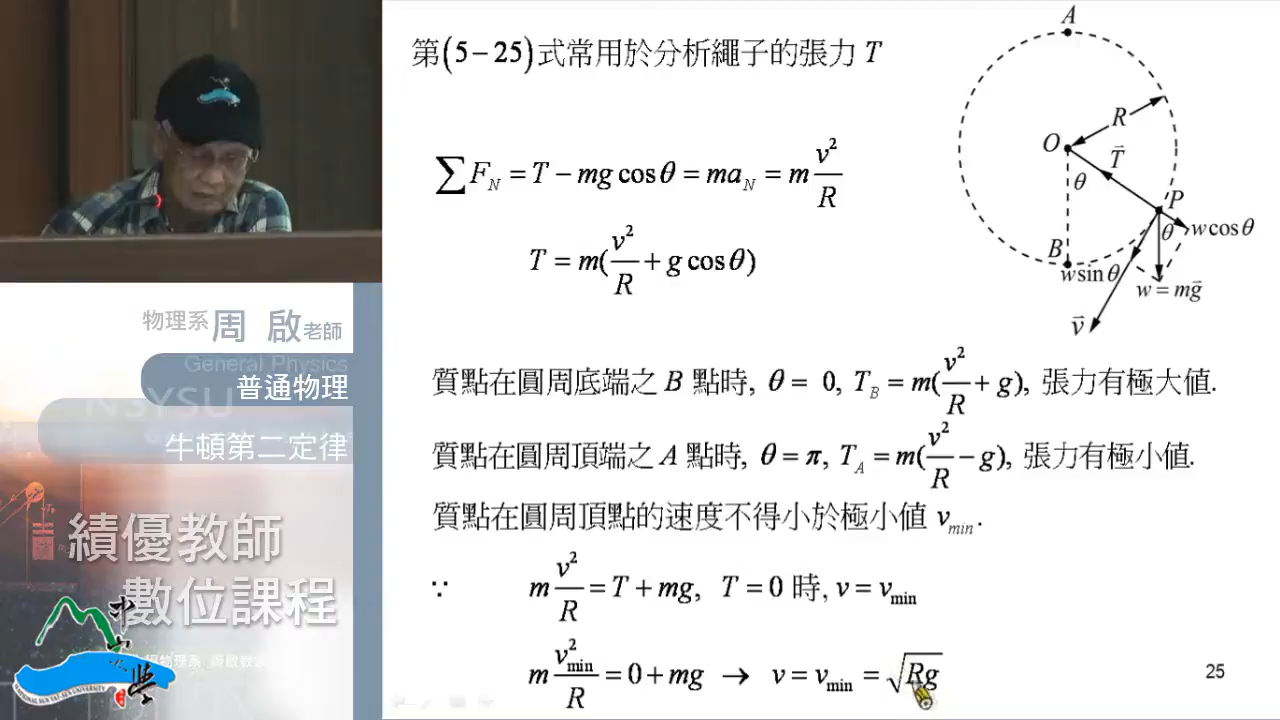 第(5-25)式常用於分析繩子的張力 T
∑F_N = T - mg cosθ = ma_N = m v²/R
T = m(v²/R + g cosθ)
A
R
O
T⃗
θ
P
B
θ
w cosθ
w sinθ
w = mg⃗
v⃗
質點在圓周底端之 B 點時, θ = 0, T_B = m(v²/R + g), 張力有極大值.
質點在圓周頂端之 A 點時, θ = π, T_A = m(v²/R - g), 張力有極小值.
質點在圓周頂點的速度不得小於極小值 v_min.
∵ m v²/R = T + mg, T = 0 時, v = v_min
m v²_min/R = 0 + mg → v = v_min = √Rg
25
物理系 周 啟 老師
General Physics
普通物理
NSYSU
牛頓第二定律
績優教師
數位課程